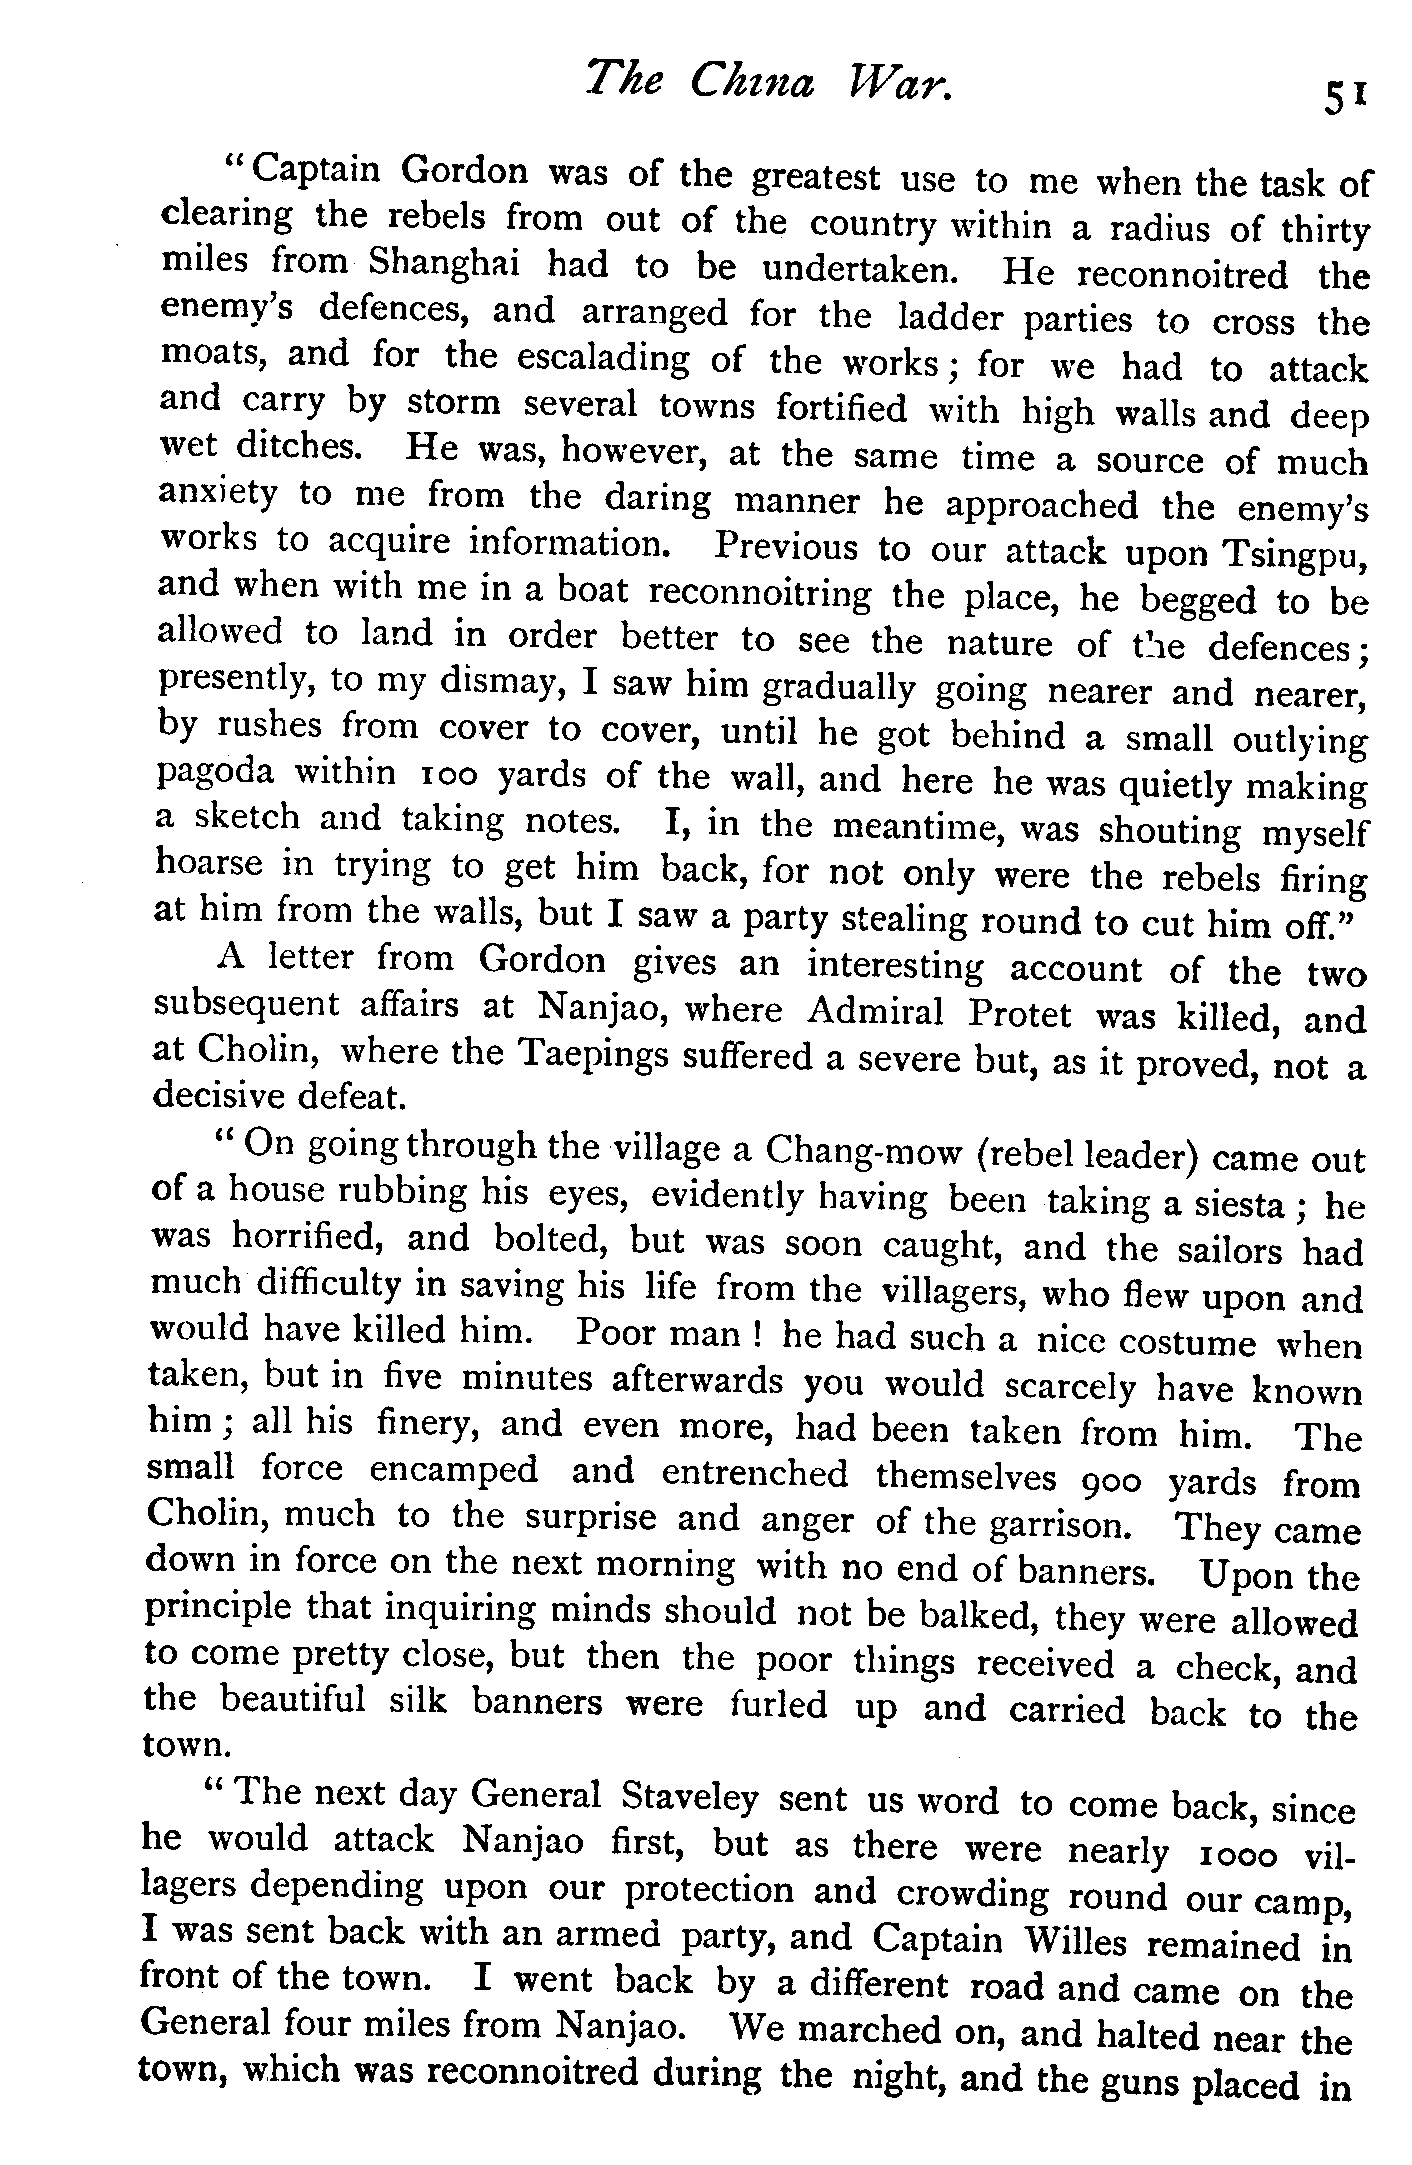 The China War.
51
“Captain Gordon was of the greatest use to me when the task of
clearing the rebels from out of the country within a radius of thirty
miles from Shanghai had to be undertaken. He reconnoitred the
enemy's defences, and arranged for the ladder parties to cross the
moats, and for the escalading of the works; for we had to attack
and carry by storm several towns fortified with high walls and deep
wet ditches. He was, however, at the same time a source of much
anxiety to me from the daring manner he approached the enemy's
works to acquire information. Previous to our attack upon Tsingpu,
and when with me in a boat reconnoitring the place, he begged to be
allowed to land in order better to see the nature of the defences;
presently, to my dismay, I saw him gradually going nearer and nearer,
by rushes from cover to cover, until he got behind a small outlying
pagoda within 100 yards of the wall, and here he was quietly making
a sketch and taking notes. I, in the meantime, was shouting myself
hoarse in trying to get him back, for not only were the rebels firing
at him from the walls, but I saw a party stealing round to cut him off.”
A letter from Gordon gives an interesting account of the two
subsequent affairs at Nanjao, where Admiral Protet was killed, and
at Cholin, where the Taepings suffered a severe but, as it proved, not a
decisive defeat.
“On going through the village a Chang-mow (rebel leader) came out
of a house rubbing his eyes, evidently having been taking a siesta; he
was horrified, and bolted, but was soon caught, and the sailors had
much difficulty in saving his life from the villagers, who flew upon and
would have killed him. Poor man! he had such a nice costume when
taken, but in five minutes afterwards you would scarcely have known
him; all his finery, and even more, had been taken from him. The
small force encamped and entrenched themselves 900 yards from
Cholin, much to the surprise and anger of the garrison. They came
down in force on the next morning with no end of banners. Upon the
principle that inquiring minds should not be balked, they were allowed
to come pretty close, but then the poor things received a check, and
the beautiful silk banners were furled up and carried back to the
town.
“The next day General Staveley sent us word to come back, since
he would attack Nanjao first, but as there were nearly 1000 vil-
lagers depending upon our protection and crowding round our camp,
I was sent back with an armed party, and Captain Willes remained in
front of the town. I went back by a different road and came on the
General four miles from Nanjao. We marched on, and halted near the
town, which was reconnoitred during the night, and the guns placed in